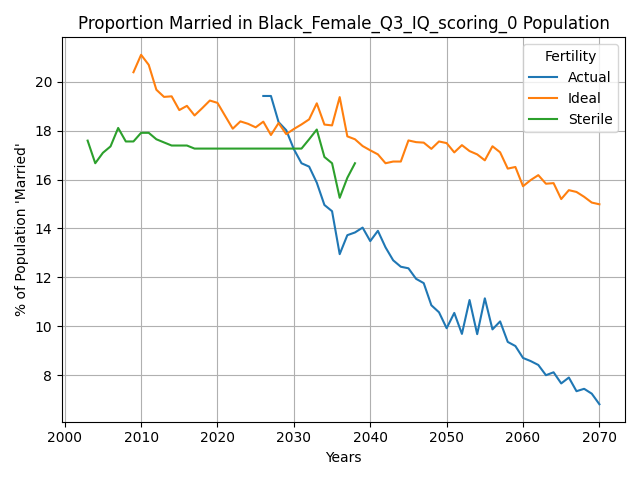 Proportion Married in Black_Female_Q3_IQ_scoring_0 Population
Fertility
Actual
Ideal
Sterile
% of Population 'Married'
20
18
16
14
12
10
8
2000 2010 2020 2030 2040 2050 2060 2070
Years